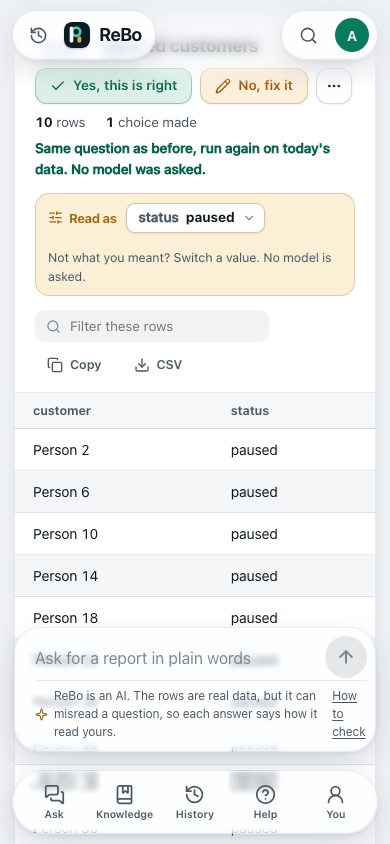 ReBo
customers
A
Yes, this is right
No, fix it
10 rows 1 choice made
Same question as before, run again on today's
data. No model was asked.
Read as status paused
Not what you meant? Switch a value. No model is
asked.
Filter these rows
Copy CSV
customer status
Person 2 paused
Person 6 paused
Person 10 paused
Person 14 paused
Person 18 paused
Ask for a report in plain words
ReBo is an AI. The rows are real data, but it can
misread a question, so each answer says how it
read yours.
How
to
check
Ask Knowledge History Help You